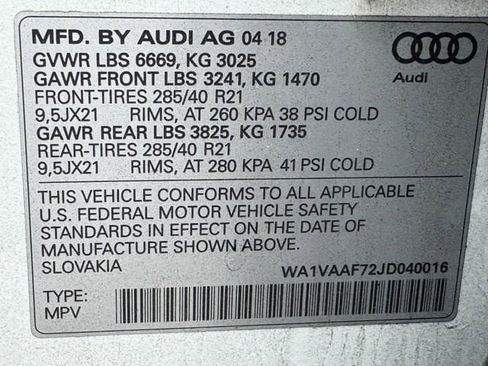 MFD. BY AUDI AG 04 18
GVWR LBS 6669, KG 3025
GAWR FRONT LBS 3241, KG 1470
FRONT-TIRES 285/40 R21
9,5JX21 RIMS, AT 260 KPA 38 PSI COLD
GAWR REAR LBS 3825, KG 1735
REAR-TIRES 285/40 R21
9,5JX21 RIMS, AT 280 KPA 41 PSI COLD
Audi
THIS VEHICLE CONFORMS TO ALL APPLICABLE
U.S. FEDERAL MOTOR VEHICLE SAFETY
STANDARDS IN EFFECT ON THE DATE OF
MANUFACTURE SHOWN ABOVE.
SLOVAKIA WA1VAAF72JD040016
TYPE:
MPV